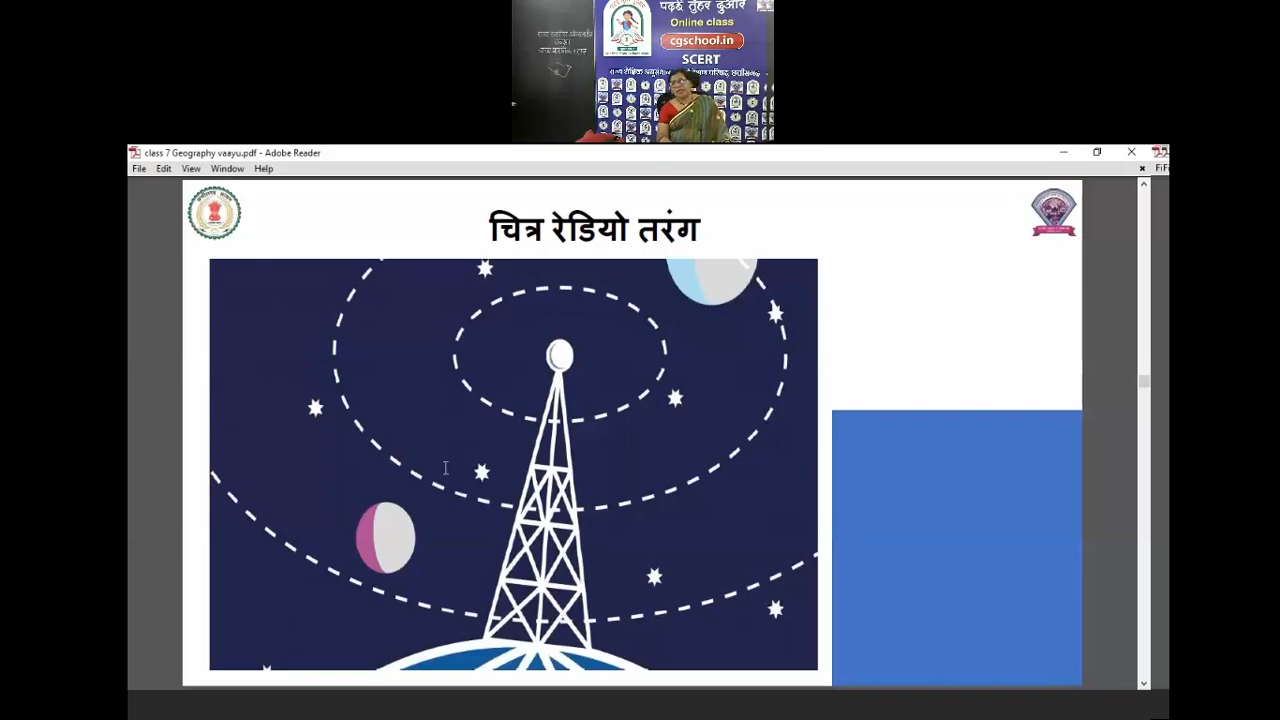 पढ़ई तुंहर दुआर
Online class
cgschool.in
SCERT
class 7 Geography vaayu.pdf - Adobe Reader
File Edit View Window Help
चित्र रेडियो तरंग